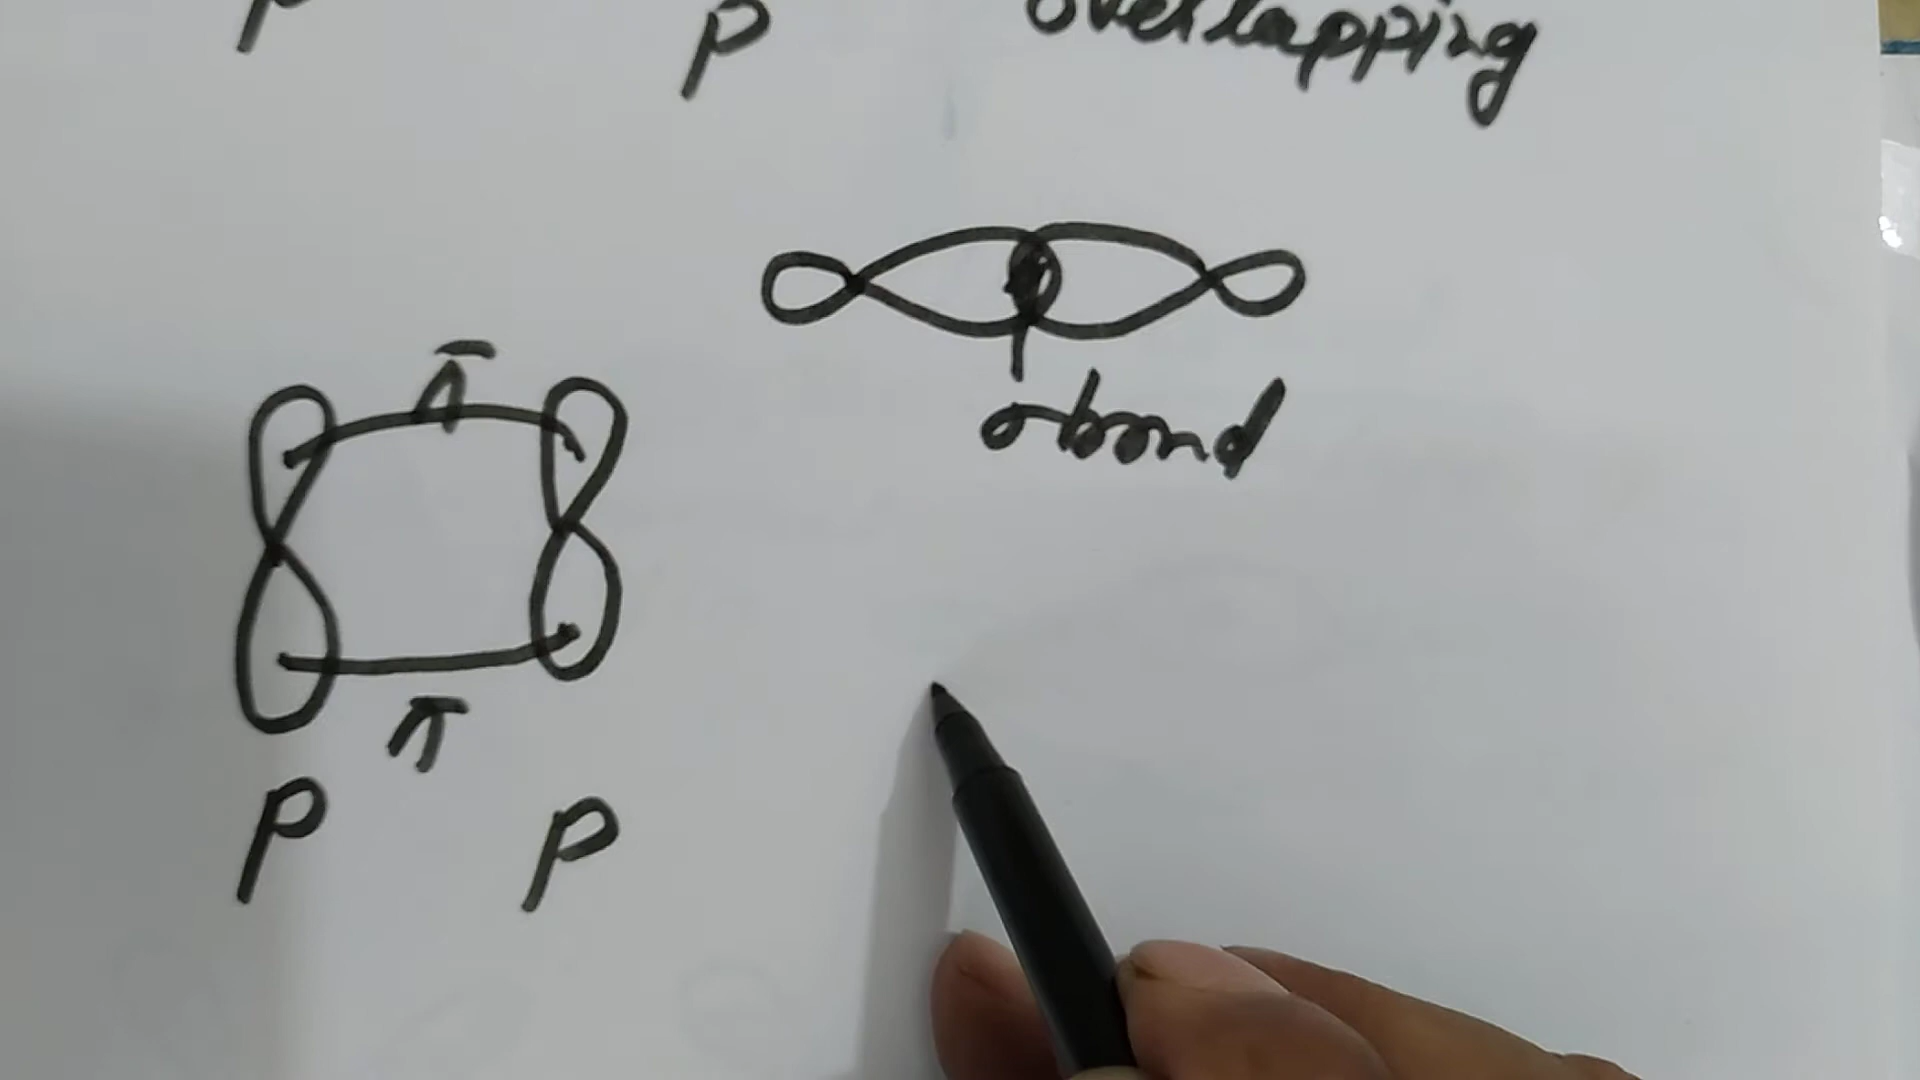 P P overlapping
σ bond
π
π
P P